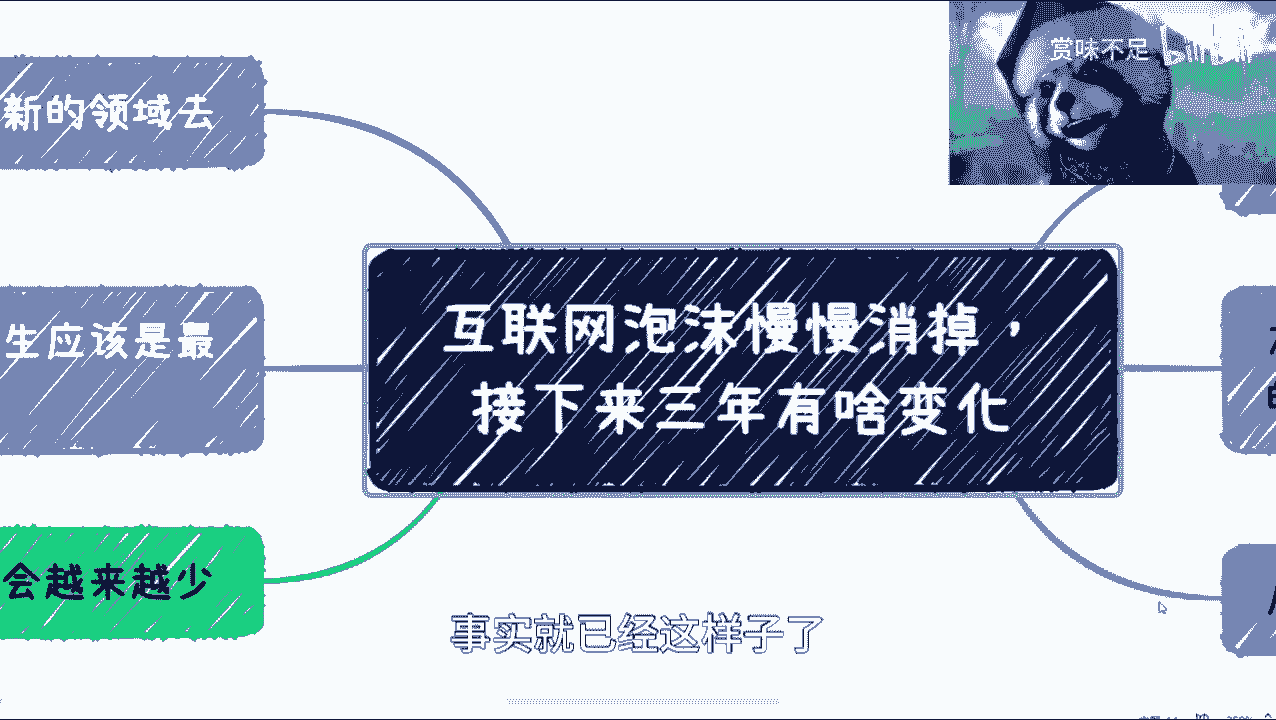 赏味不足
新的领域去
互联网泡沫慢慢消掉，
接下来三年有啥变化
生应该是最
会越来越少
事实就已经这样子了